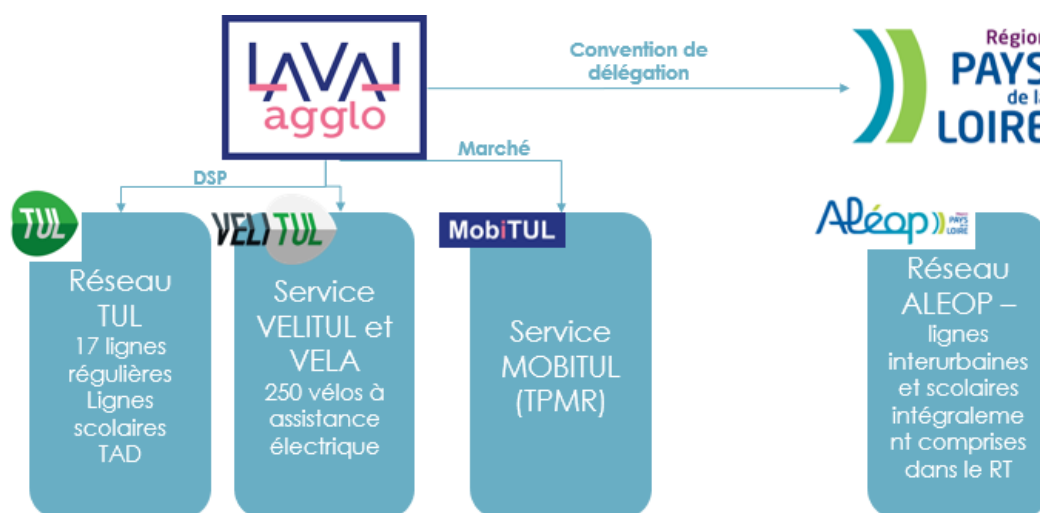 LAVAL
agglo
Convention de
délégation
Région
PAYS
de la
LOIRE
Marché
DSP
TUL
VELITUL
MobiTUL
Aléop
Région
PAYS
de la
LOIRE
Réseau
TUL
17 lignes
régulières
Lignes
scolaires
TAD
Service
VELITUL et
VELA
250 vélos à
assistance
électrique
Service
MOBITUL
(TPMR)
Réseau
ALEOP –
lignes
interurbaines
et scolaires
intégraleme
nt comprises
dans le RT